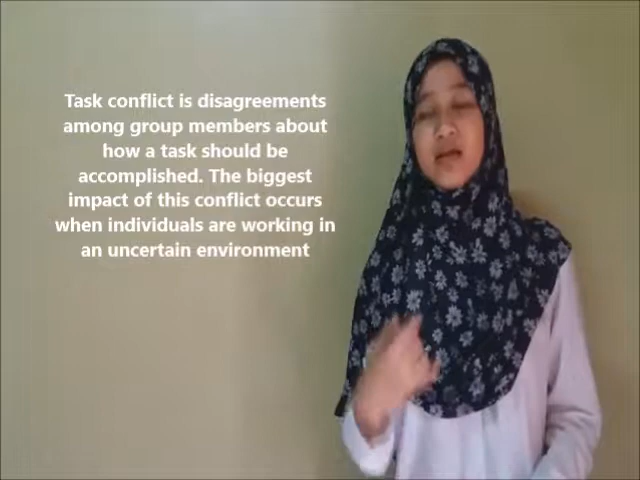 Task conflict is disagreements
among group members about
how a task should be
accomplished. The biggest
impact of this conflict occurs
when individuals are working in
an uncertain environment